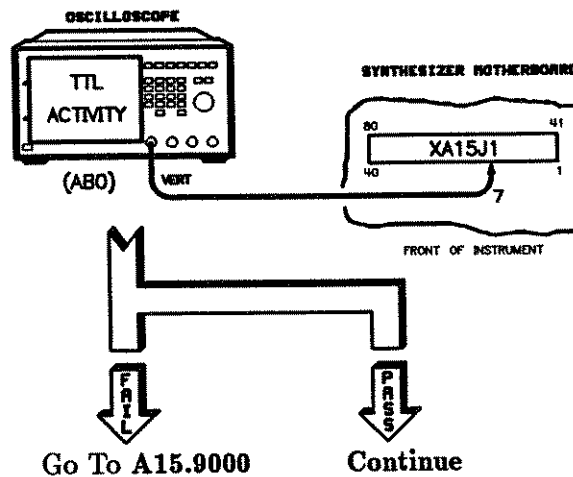 OSCILLOSCOPE
TTL
ACTIVITY
(AB0)
VERT
SYNTHESIZER MOTHERBOARD
80
41
XA15J1
40
1
7
FRONT OF INSTRUMENT
FAIL
PASS
Go To A15.9000
Continue